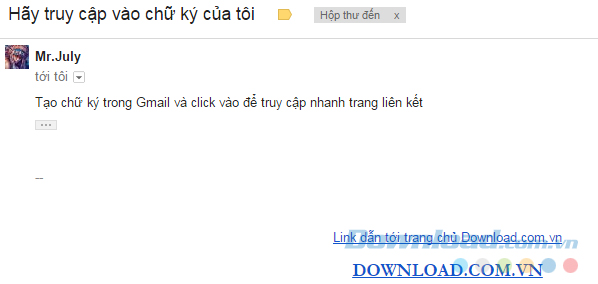 Hãy truy cập vào chữ ký của tôi
Hộp thư đến x
Mr.July
tới tôi
Tạo chữ ký trong Gmail và click vào để truy cập nhanh trang liên kết
--
Link dẫn tới trang chủ Download.com.vn
Download.com.vn
DOWNLOAD.COM.VN